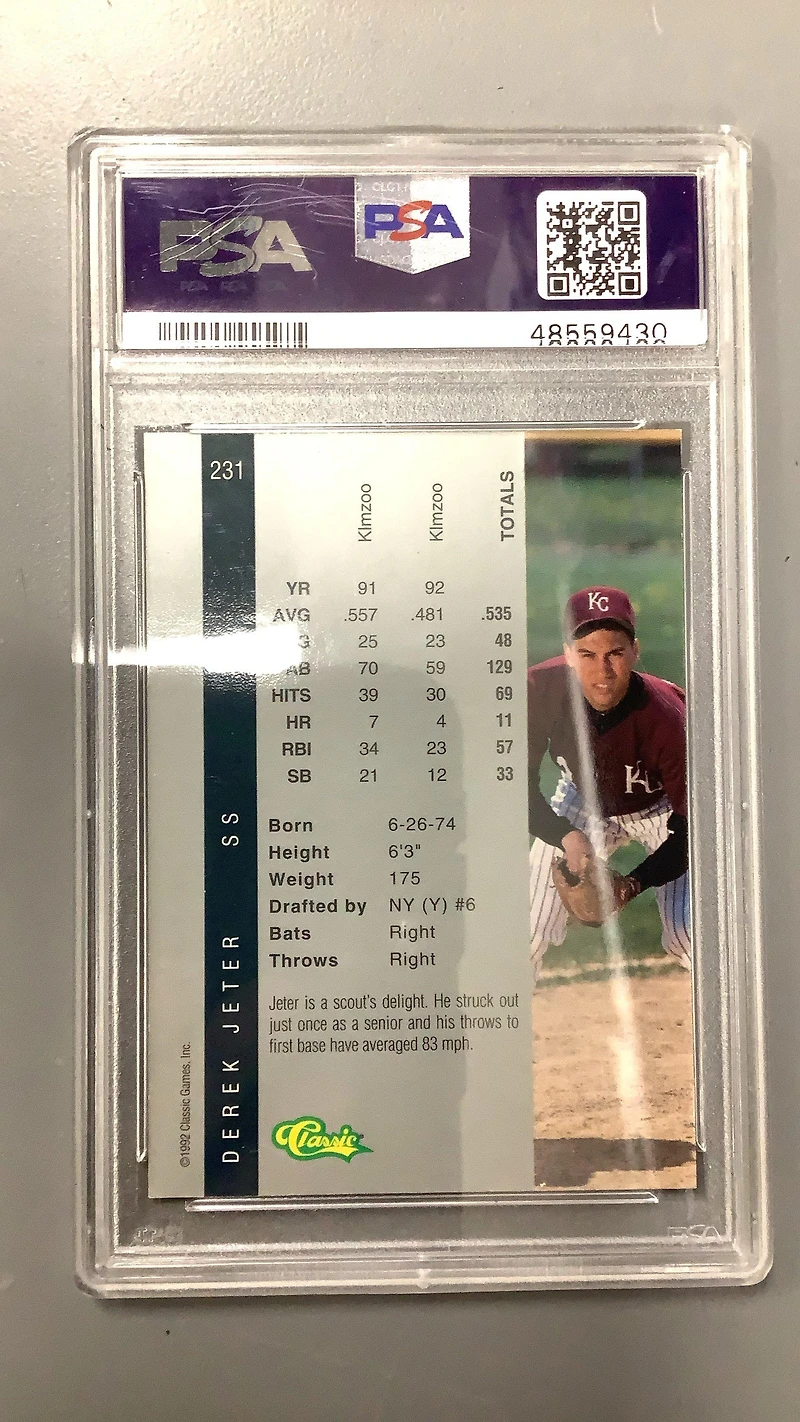 PSA
PSA
48559430
231
Klmzoo Klmzoo TOTALS
YR 91 92
AVG .557 .481 .535
G 25 23 48
AB 70 59 129
HITS 39 30 69
HR 7 4 11
RBI 34 23 57
SB 21 12 33
Born 6-26-74
Height 6'3"
Weight 175
Drafted by NY (Y) #6
Bats Right
Throws Right
Jeter is a scout's delight. He struck out
just once as a senior and his throws to
first base have averaged 83 mph.
Classic
DEREK JETER SS
©1992 Classic Games, Inc.
KC
KC
PSA